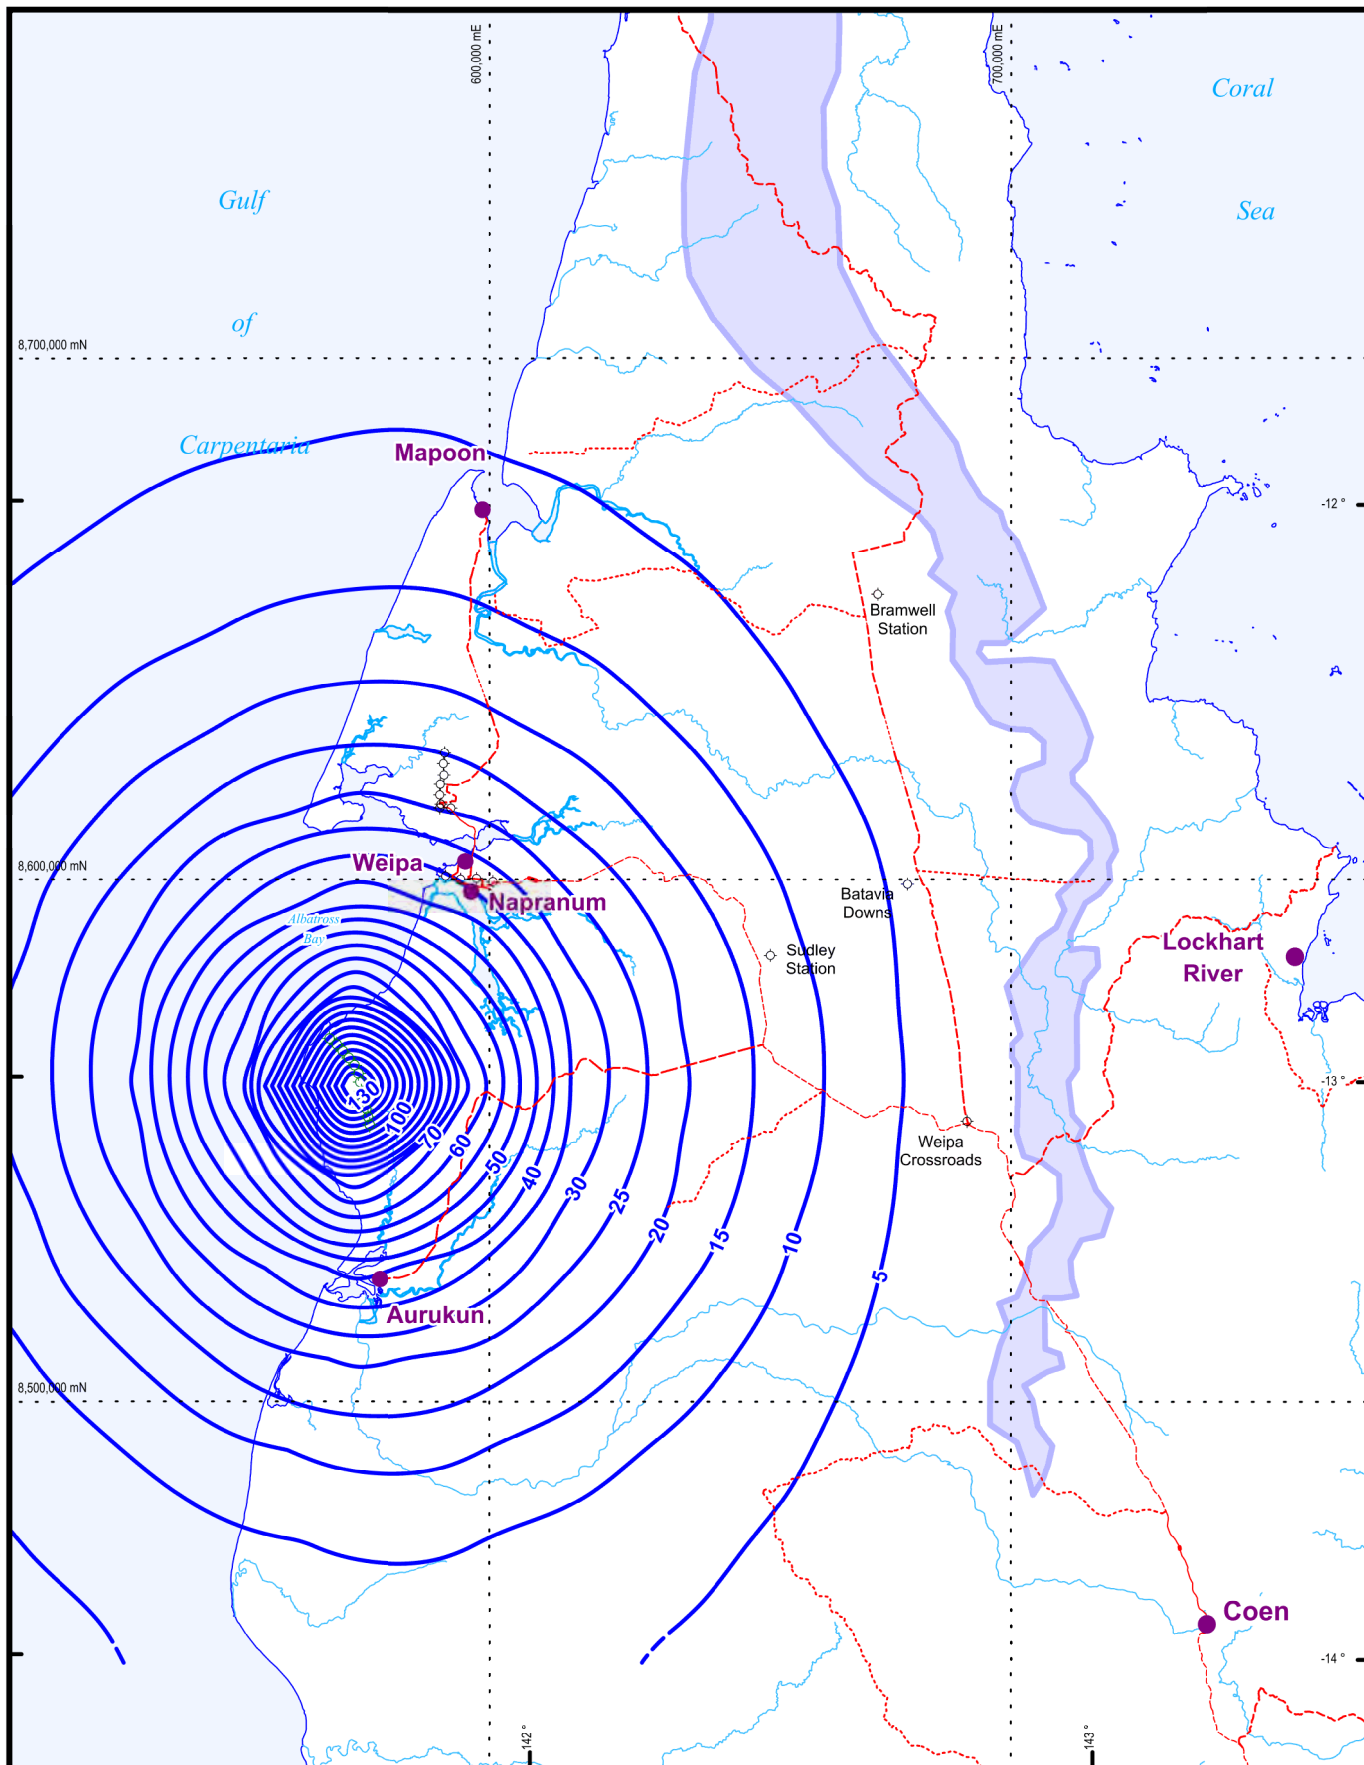 600,000 mE
700,000 mE
Coral
Gulf
Sea
of
8,700,000 mN
Carpentaria
Mapoon
-12 °
Bramwell
Station
Weipa
8,600,000 mN
Napranum
Batavia
Downs
Albatross
Bay
Sudley
Station
Lockhart
River
-13 °
130
100
70
60
50
40
30
25
20
15
10
5
Weipa
Crossroads
Aurukun
8,500,000 mN
Coen
-14 °
142 °
143 °